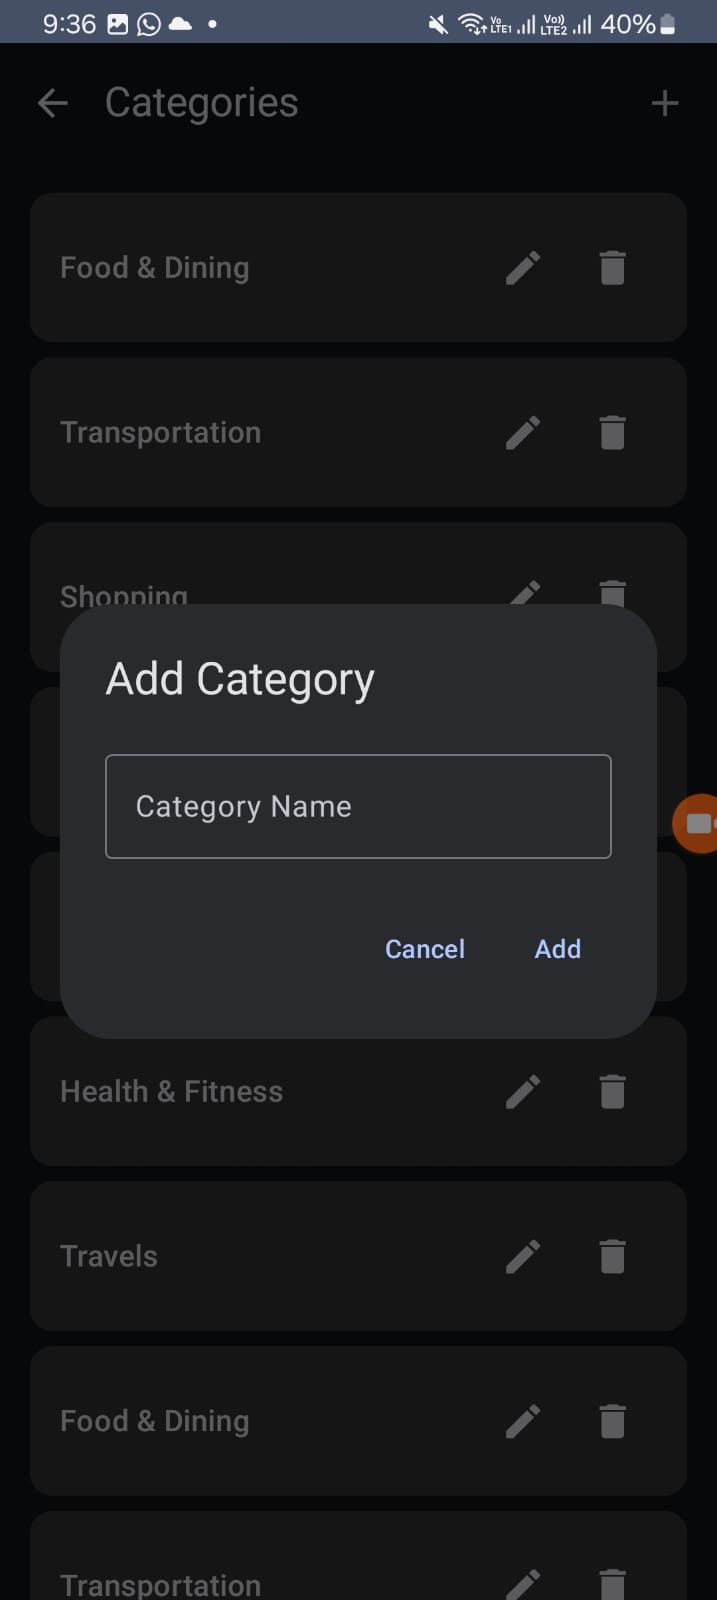 9:36
Vo LTE1
Vo)) LTE2
40%
Categories
Food & Dining
Transportation
Shopping
Add Category
Category Name
Cancel Add
Health & Fitness
Travels
Food & Dining
Transportation